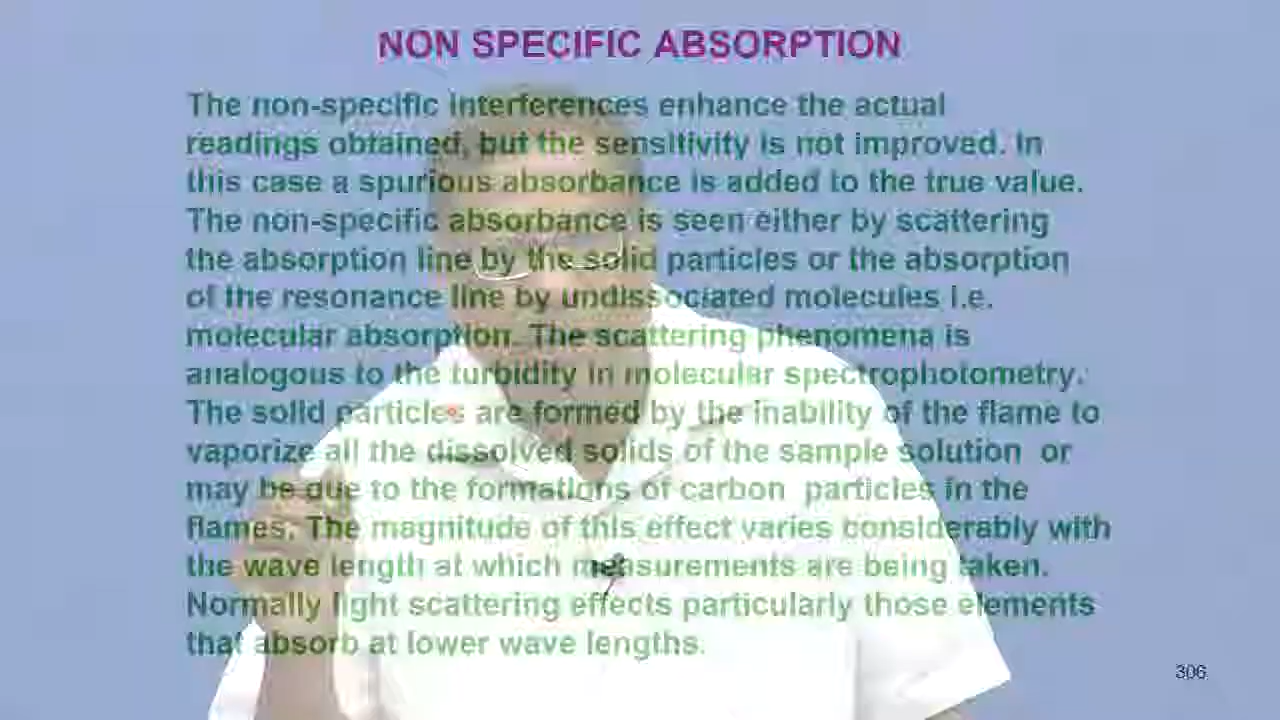 NON SPECIFIC ABSORPTION
The non-specific interferences enhance the actual
readings obtained, but the sensitivity is not improved. In
this case a spurious absorbance is added to the true value.
The non-specific absorbance is seen either by scattering
the absorption line by the solid particles or the absorption
of the resonance line by undissociated molecules i.e.
molecular absorption. The scattering phenomena is
analogous to the turbidity in molecular spectrophotometry.
The solid particles are formed by the inability of the flame to
vaporize all the dissolved solids of the sample solution or
may be due to the formations of carbon particles in the
flames. The magnitude of this effect varies considerably with
the wave length at which measurements are being taken.
Normally light scattering effects particularly those elements
that absorb at lower wave lengths.
306